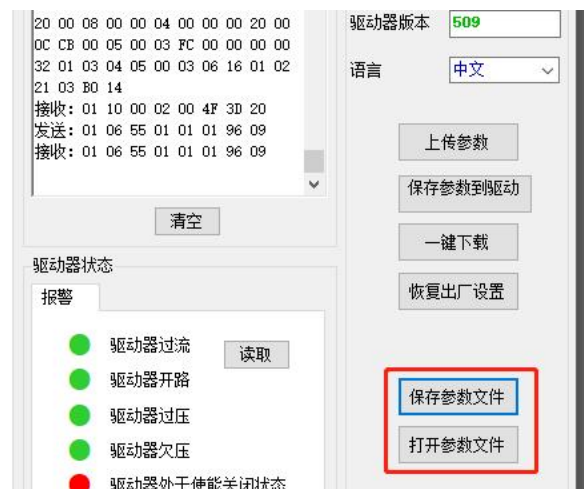 20 00 08 00 00 04 00 00 00 20 00
0C CB 00 05 00 03 FC 00 00 00 00
32 01 03 04 05 00 03 06 16 01 02
21 03 B0 14
接收: 01 10 00 02 00 4F 3D 20
发送: 01 06 55 01 01 01 96 09
接收: 01 06 55 01 01 01 96 09
清空
驱动器状态
报警
驱动器过流
读取
驱动器开路
驱动器过压
驱动器欠压
驱动器处于使能关闭状态
驱动器版本 509
语言 中文
上传参数
保存参数到驱动
一键下载
恢复出厂设置
保存参数文件
打开参数文件